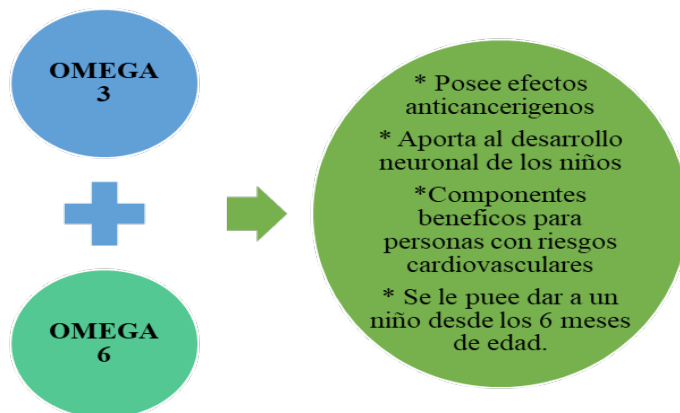 OMEGA
3
OMEGA
6
* Posee efectos
anticancerigenos
* Aporta al desarrollo
neuronal de los niños
*Componentes
beneficos para
personas con riesgos
cardiovasculares
* Se le puee dar a un
niño desde los 6 meses
de edad.